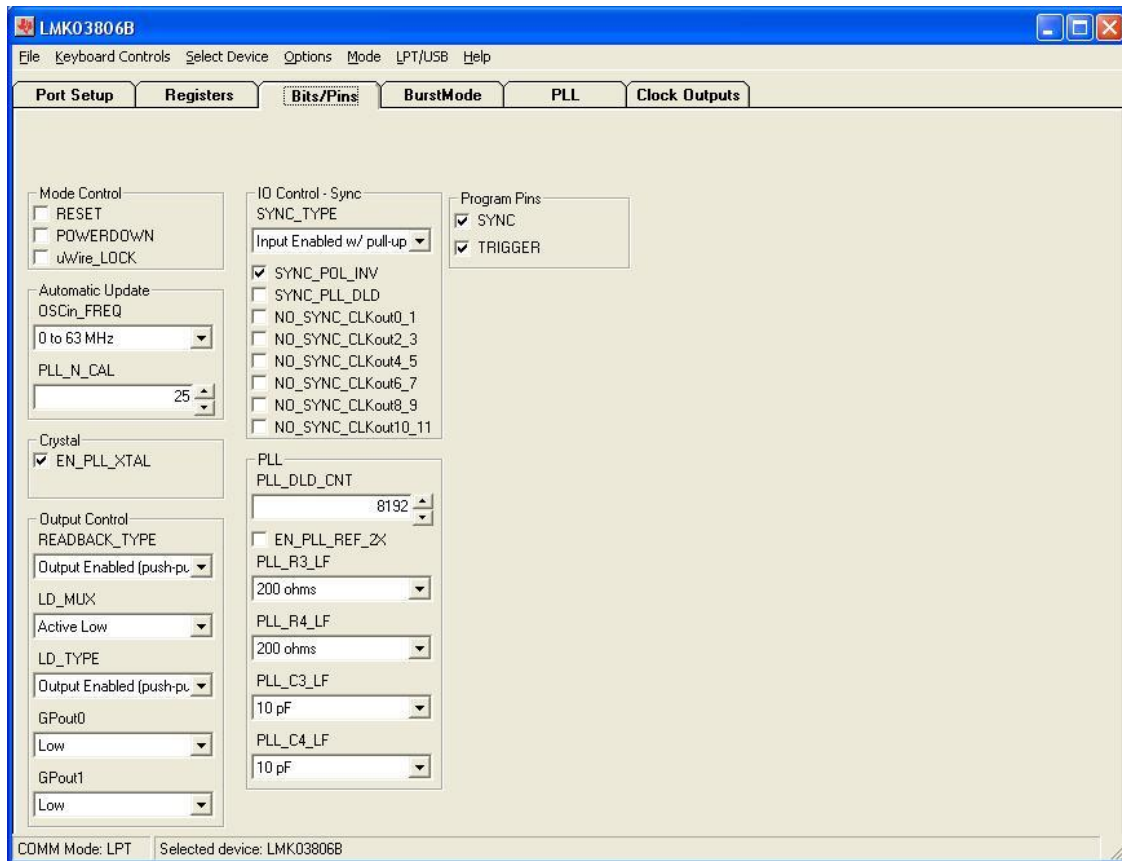 LMK03806B
File Keyboard Controls Select Device Options Mode LPT/USB Help
Port Setup Registers Bits/Pins BurstMode PLL Clock Outputs
Mode Control
RESET
POWERDOWN
uWire_LOCK
Automatic Update
OSCin_FREQ
0 to 63 MHz
PLL_N_CAL
25
Crystal
EN_PLL_XTAL
Output Control
READBACK_TYPE
Output Enabled (push-pu
LD_MUX
Active Low
LD_TYPE
Output Enabled (push-pu
GPout0
Low
GPout1
Low
IO Control - Sync
SYNC_TYPE
Input Enabled w/ pull-up
SYNC_POL_INV
SYNC_PLL_DLD
NO_SYNC_CLKout0_1
NO_SYNC_CLKout2_3
NO_SYNC_CLKout4_5
NO_SYNC_CLKout6_7
NO_SYNC_CLKout8_9
NO_SYNC_CLKout10_11
PLL
PLL_DLD_CNT
8192
EN_PLL_REF_2X
PLL_R3_LF
200 ohms
PLL_R4_LF
200 ohms
PLL_C3_LF
10 pF
PLL_C4_LF
10 pF
Program Pins
SYNC
TRIGGER
COMM Mode: LPT Selected device: LMK03806B